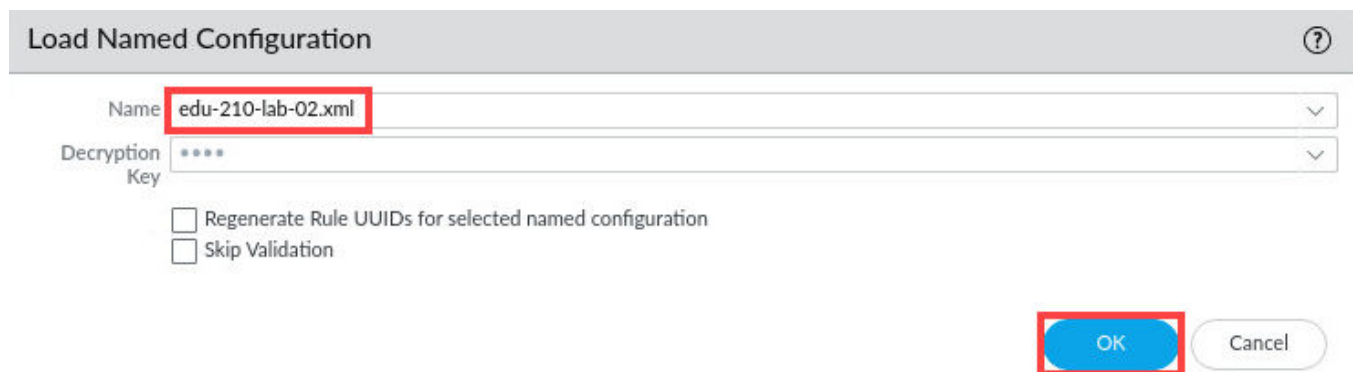 Load Named Configuration ?
Name edu-210-lab-02.xml
Decryption ••••
Key
Regenerate Rule UUIDs for selected named configuration
Skip Validation
OK Cancel